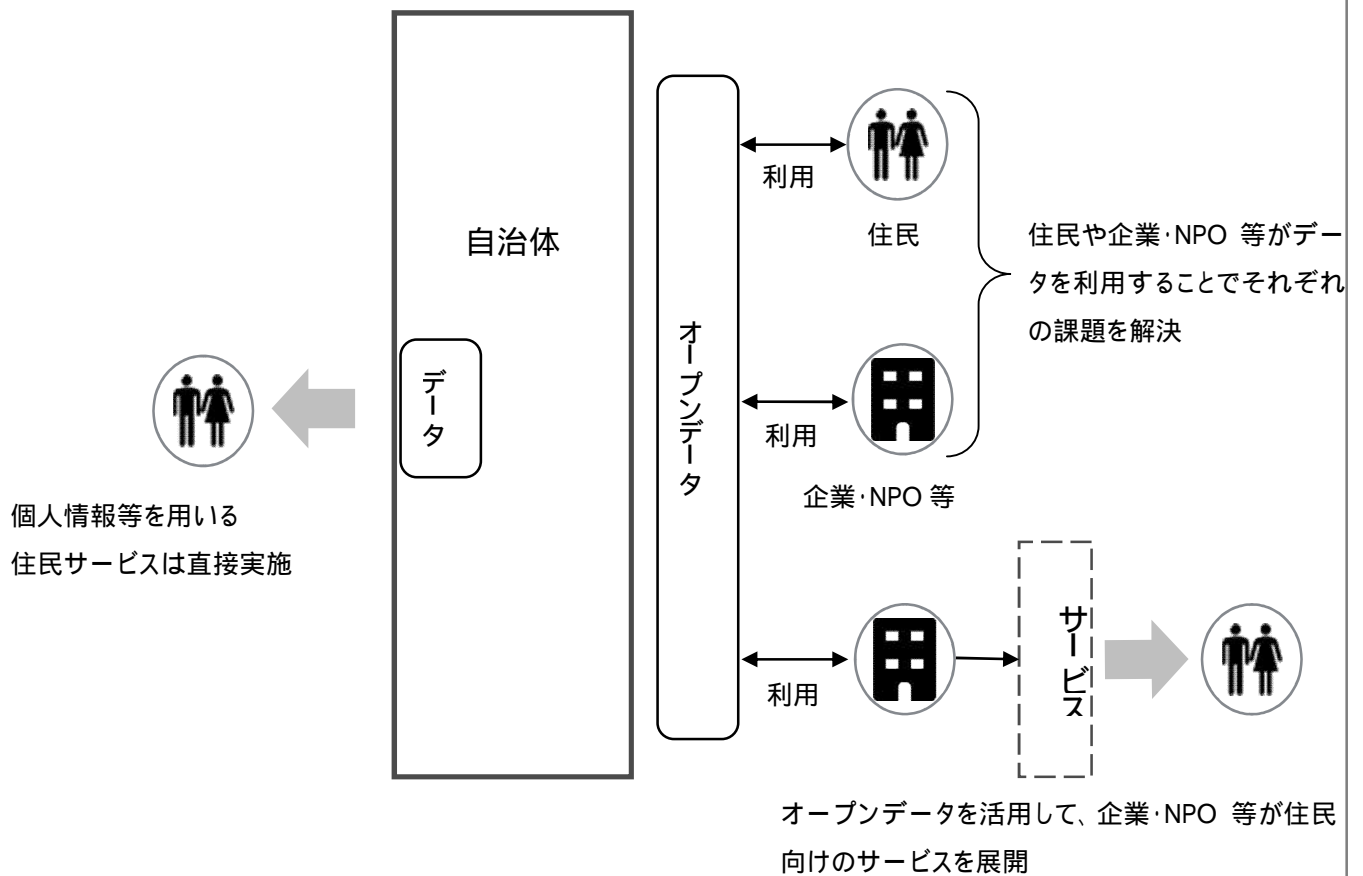 自治体
データ
オープンデータ
個人情報等を用いる
住民サービスは直接実施
利用
住民
利用
企業･NPO 等
住民や企業･NPO 等がデー
タを利用することでそれぞれ
の課題を解決
利用
サービス
オープンデータを活用して、企業･NPO 等が住民
向けのサービスを展開